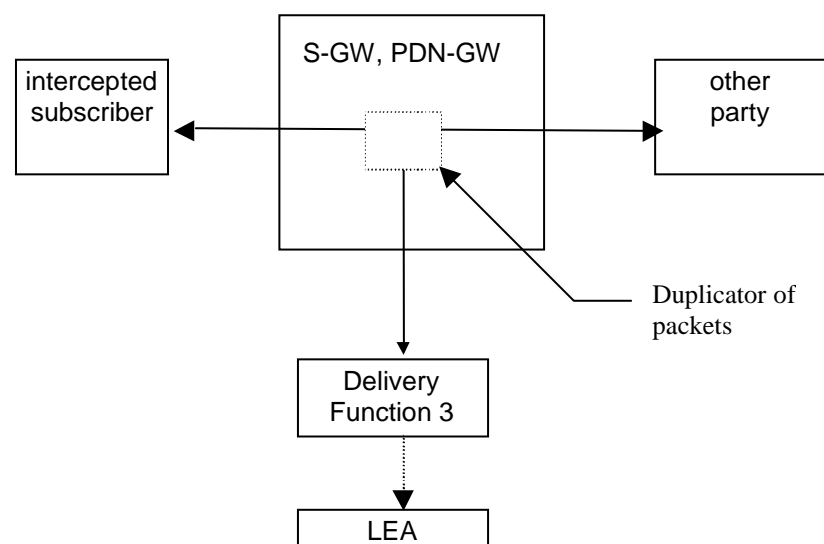 S-GW, PDN-GW
intercepted
subscriber
other
party
Duplicator of
packets
Delivery
Function 3
LEA